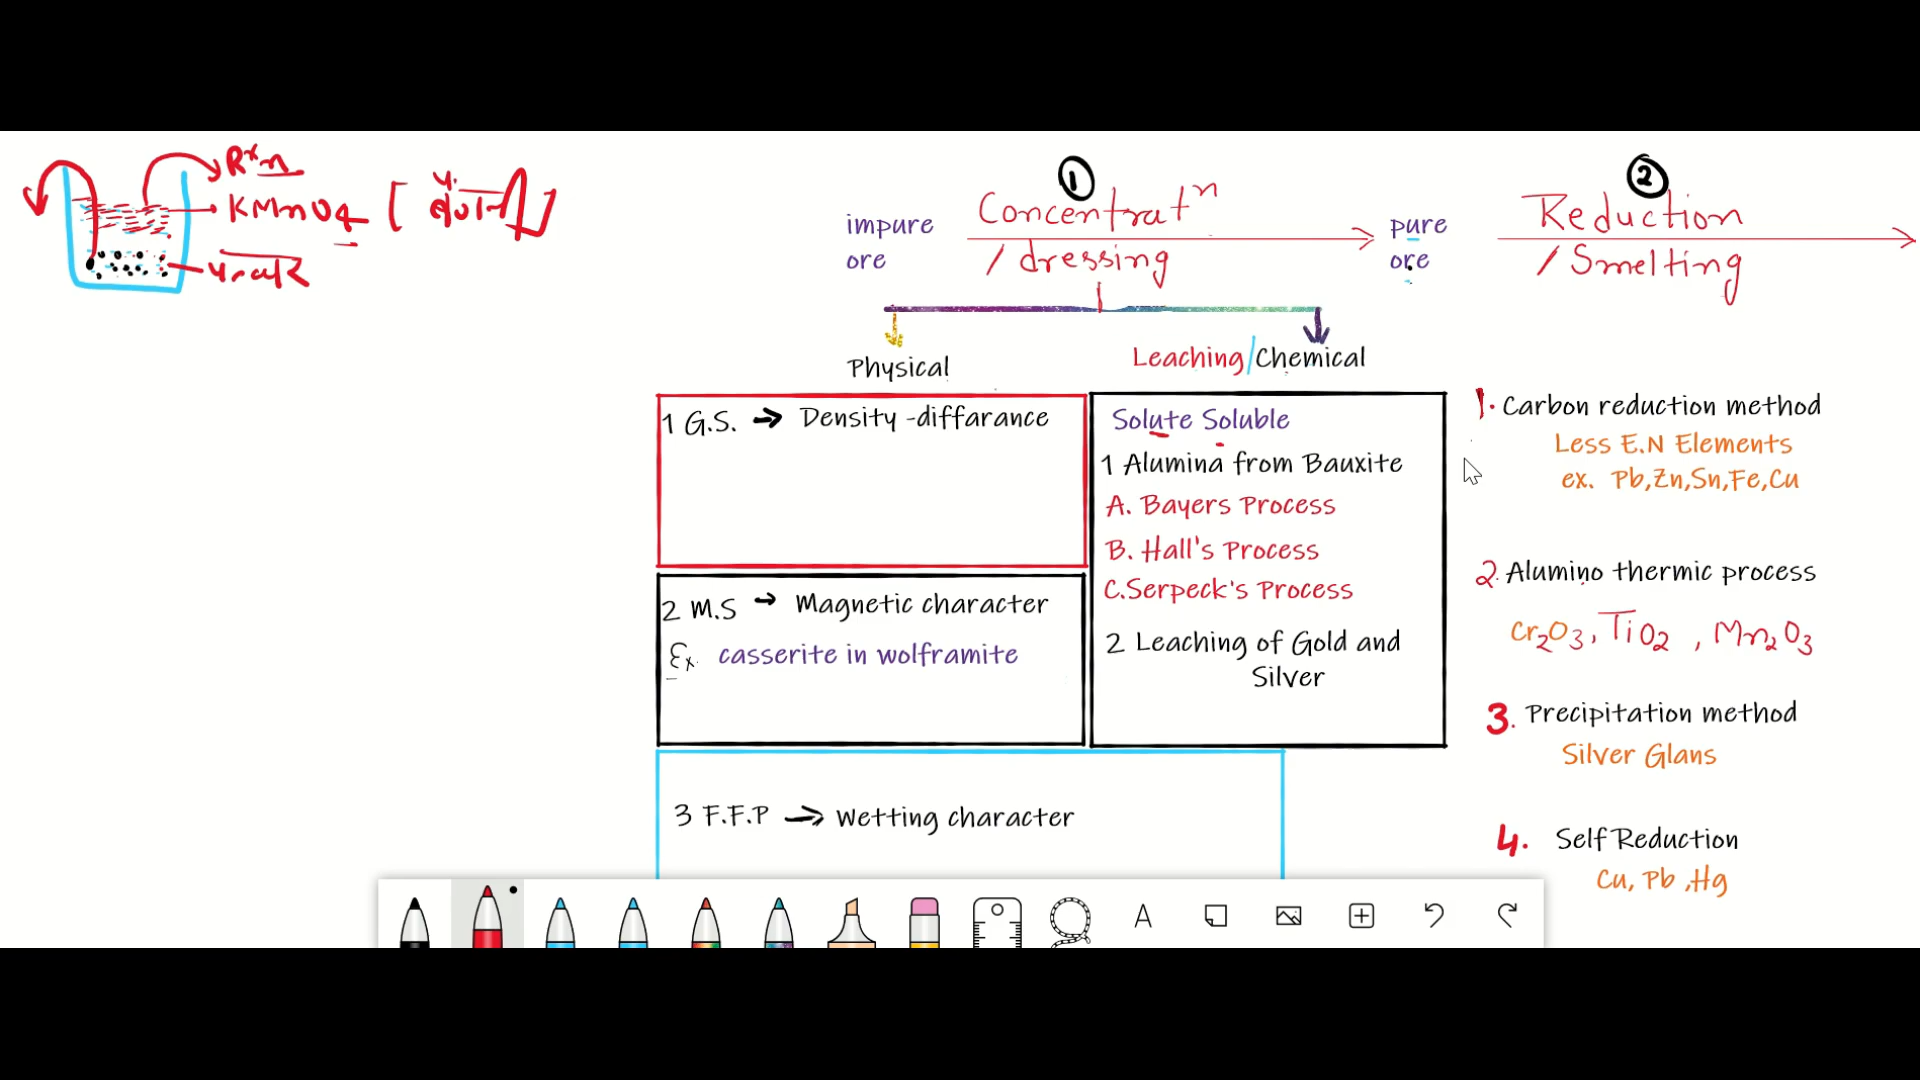 Rxn
KMnO4
①
Concentratn
/ dressing
impure
ore
pure
ore
②
Reduction
/ Smelting
Physical
Leaching/Chemical
1 G.S. → Density -diffarance
2 M.S → Magnetic character
Ex. casserite in wolframite
3 F.F.P → Wetting character
Solute Soluble
1 Alumina from Bauxite
A. Bayers Process
B. Hall's Process
C.Serpeck's Process
2 Leaching of Gold and
Silver
1. Carbon reduction method
Less E.N Elements
ex. Pb,Zn,Sn,Fe,Cu
2. Alumino thermic process
Cr2O3, TiO2 , Mn2O3
3. Precipitation method
Silver Glans
4. Self Reduction
Cu, Pb ,Hg